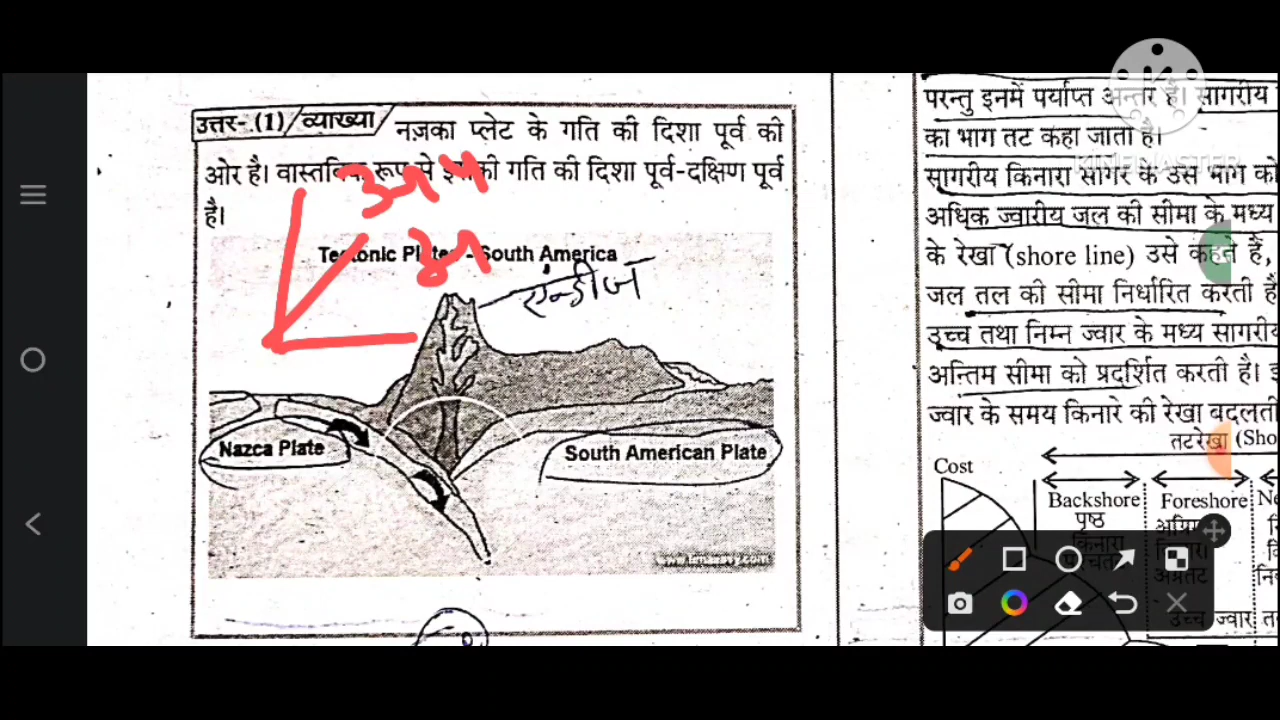 उत्तर-(1)/व्याख्या नज़का प्लेट के गति की दिशा पूर्व की
ओर है। वास्तविक रूप से इसकी गति की दिशा पूर्व-दक्षिण पूर्व
है।
Tectonic Plates - South America
एन्डीज
Nazca Plate
South American Plate
परन्तु इनमें पर्याप्त अन्तर है। सागरीय
का भाग तट कहा जाता है।
KINEMASTER
सागरीय किनारा सागर के उस भाग को
अधिक ज्वारीय जल की सीमा के मध्य
के रेखा (shore line) उसे कहते है,
जल तल की सीमा निर्धारित करती है
उच्च तथा निम्न ज्वार के मध्य सागरीय
अन्तिम सीमा को प्रदर्शित करती है।
ज्वार के समय किनारे की रेखा बदलती
तटरेखा (Sho
Cost
Backshore
Foreshore
पृष्ठ
किनारा
उच्च ज्वार